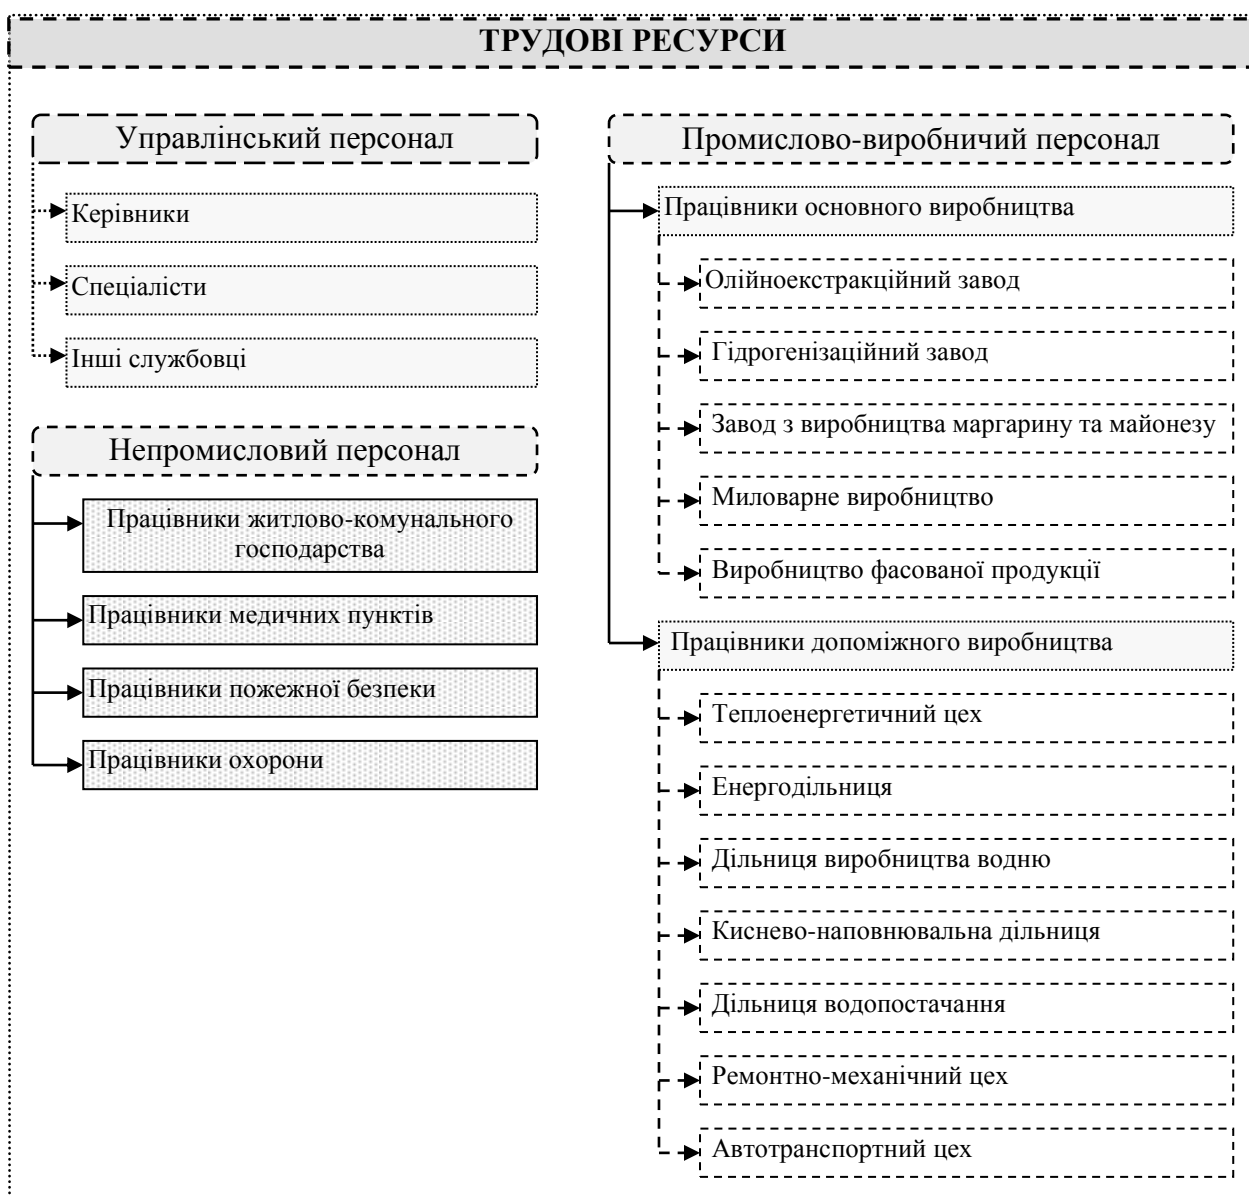 ТРУДОВІ РЕСУРСИ
Управлінський персонал
Керівники
Спеціалісти
Інші службовці
Непромисловий персонал
Працівники житлово-комунального
господарства
Працівники медичних пунктів
Працівники пожежної безпеки
Працівники охорони
Промислово-виробничий персонал
Працівники основного виробництва
Олійноекстракційний завод
Гідрогенізаційний завод
Завод з виробництва маргарину та майонезу
Миловарне виробництво
Виробництво фасованої продукції
Працівники допоміжного виробництва
Теплоенергетичний цех
Енергодільниця
Дільниця виробництва водню
Киснево-наповнювальна дільниця
Дільниця водопостачання
Ремонтно-механічний цех
Автотранспортний цех